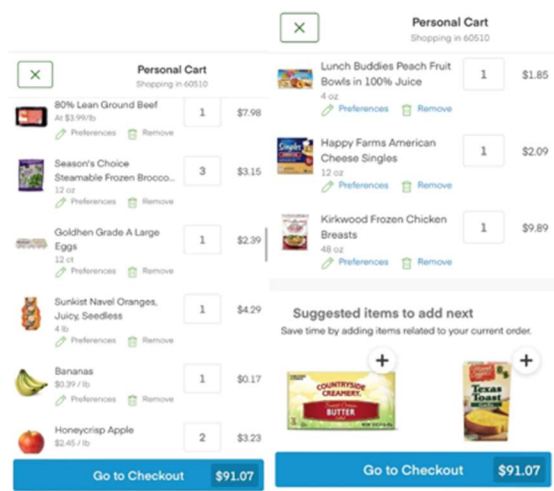 Personal Cart
Shopping in 60510
80% Lean Ground Beef
At $3.99/lb
Preferences Remove
1
$7.98
Season's Choice
Steamable Frozen Brocco...
12 oz
Preferences Remove
3
$3.15
Goldhen Grade A Large
Eggs
12 ct
Preferences Remove
1
$2.39
Sunkist Navel Oranges,
Juicy, Seedless
4 lb
Preferences Remove
1
$4.29
Bananas
$0.39 / lb
Preferences Remove
1
$0.17
Honeycrisp Apple
$2.45 / lb
2
$3.23
Go to Checkout $91.07
Personal Cart
Shopping in 60510
Lunch Buddies Peach Fruit
Bowls in 100% Juice
4 oz
Preferences Remove
1
$1.85
Happy Farms American
Cheese Singles
12 oz
Preferences Remove
1
$2.09
Kirkwood Frozen Chicken
Breasts
48 oz
Preferences Remove
1
$9.89
Singles
Suggested items to add next
Save time by adding items related to your current order.
COUNTRYSIDE
CREAMERY
BUTTER
Texas
Toast
Go to Checkout $91.07